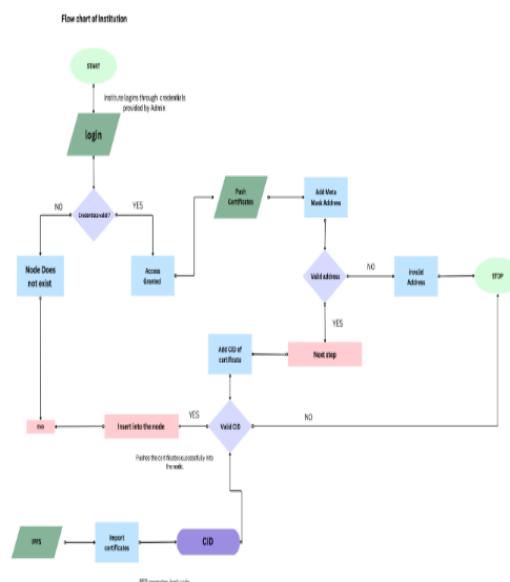 Flow chart of Institution
START
Institute logins through credentials
provided by Admin
login
Credentials valid?
NO
YES
Push
Certificates
Add Meta
Mask Address
Node Does
not exist
Access
Granted
Valid address
NO
Invalid
Address
STOP
YES
Add CID of
certificate
Next step
YES
Insert into the node
Valid CID
NO
Pushes the certificates successfully into
the node.
IPFS
Import
certificates
CID